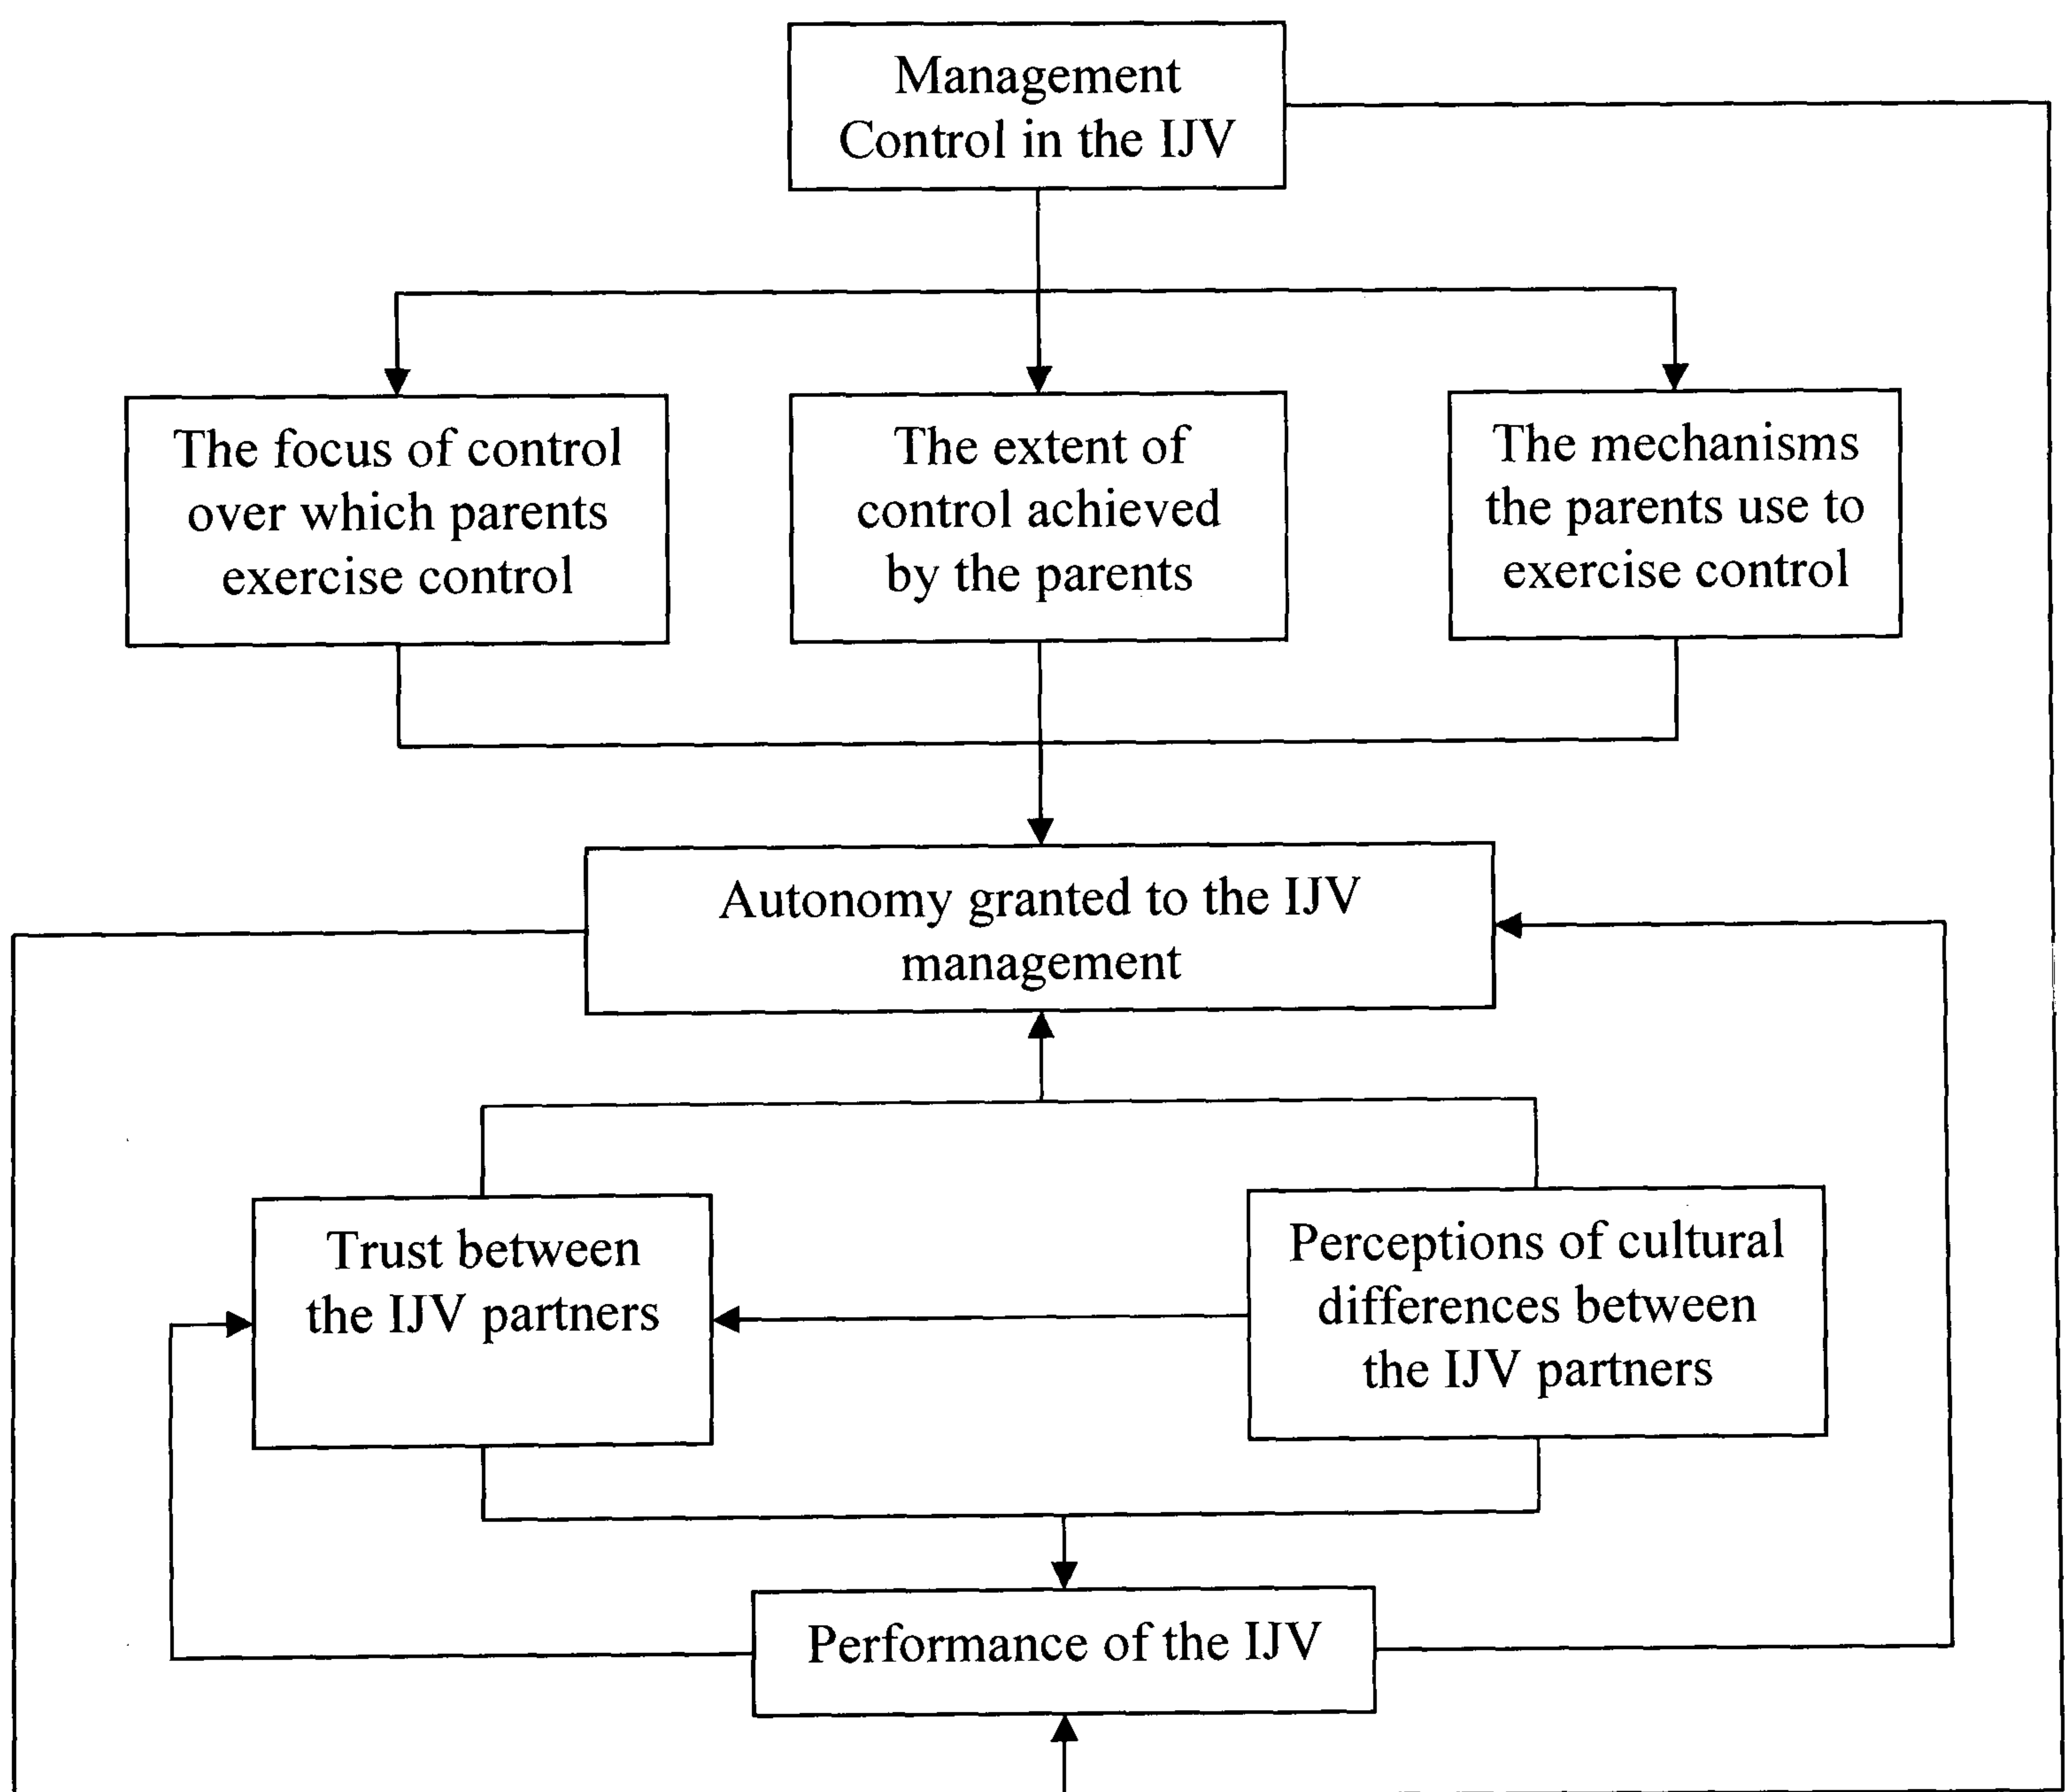 Management
Control in the IJV
The focus of control
over which parents
exercise control
The extent of
control achieved
by the parents
The mechanisms
the parents use to
exercise control
Autonomy granted to the IJV
management
Trust between
the IJV partners
Perceptions of cultural
differences between
the IJV partners
Performance of the IJV